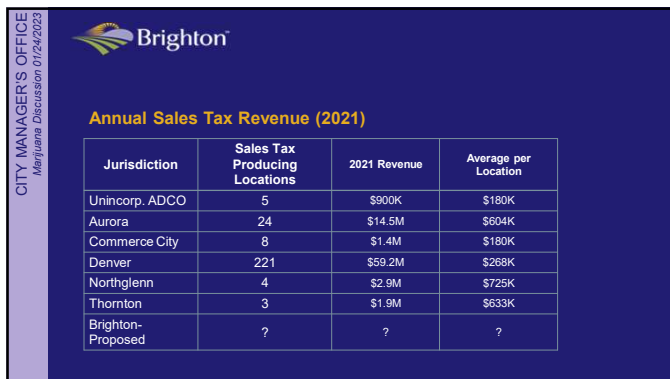 CITY MANAGER'S OFFICE
Marijuana Discussion 01/24/2023
Brighton
Annual Sales Tax Revenue (2021)
Jurisdiction
Sales Tax
Producing
Locations
2021 Revenue
Average per
Location
Unincorp. ADCO 5 $900K $180K
Aurora 24 $14.5M $604K
Commerce City 8 $1.4M $180K
Denver 221 $59.2M $268K
Northglenn 4 $2.9M $725K
Thornton 3 $1.9M $633K
Brighton-
Proposed
? ? ?